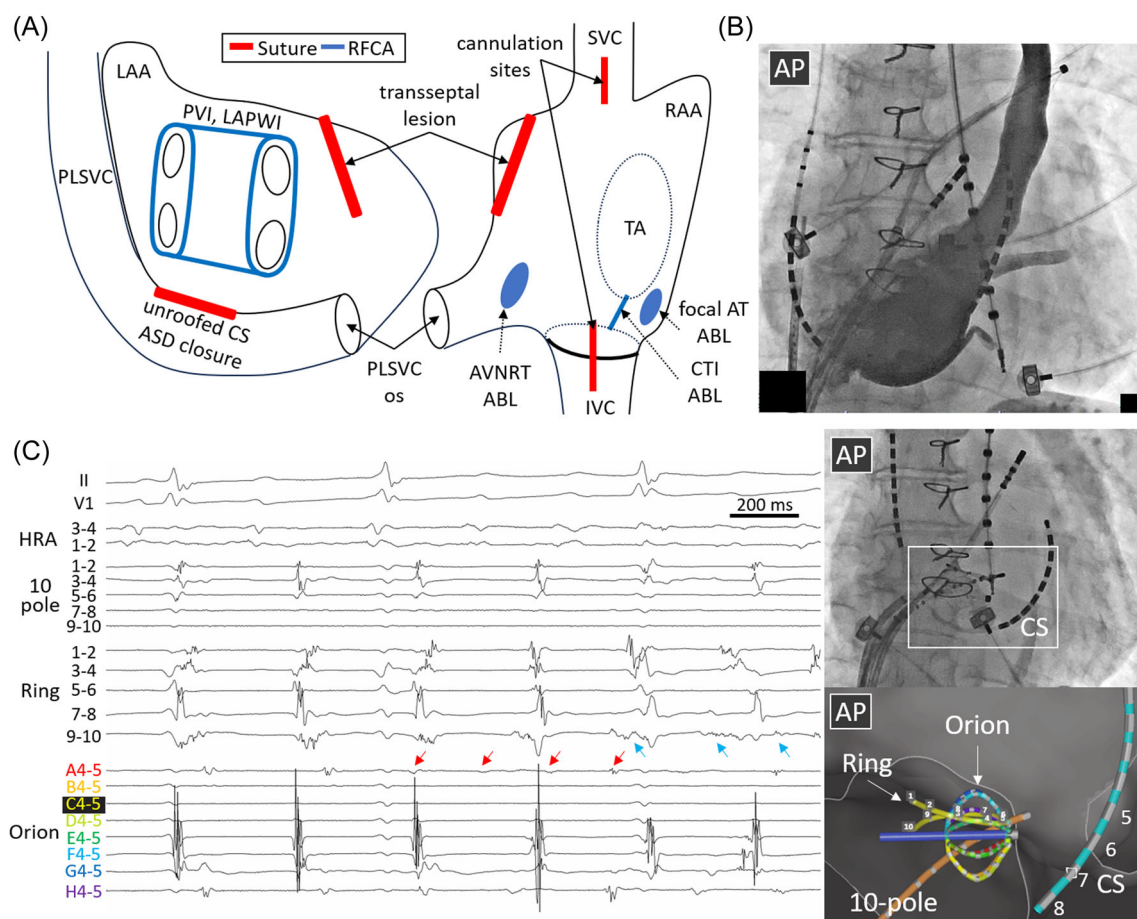 (A)
Suture
RFCA
LAA
PVI, LAPWI
PLSVC
unroofed CS
ASD closure
transseptal
lesion
cannulation
sites
SVC
RAA
TA
PLSVC
os
AVNRT
ABL
IVC
CTI
ABL
focal AT
ABL
(B)
AP
AP
CS
AP
Orion
Ring
1
2
9
10
7
4
5
6
7
8
CS
10-pole
(C)
II
V1
200 ms
HRA
3-4
1-2
10
pole
1-2
3-4
5-6
7-8
9-10
Ring
1-2
3-4
5-6
7-8
9-10
Orion
A4-5
B4-5
C4-5
D4-5
E4-5
F4-5
G4-5
H4-5